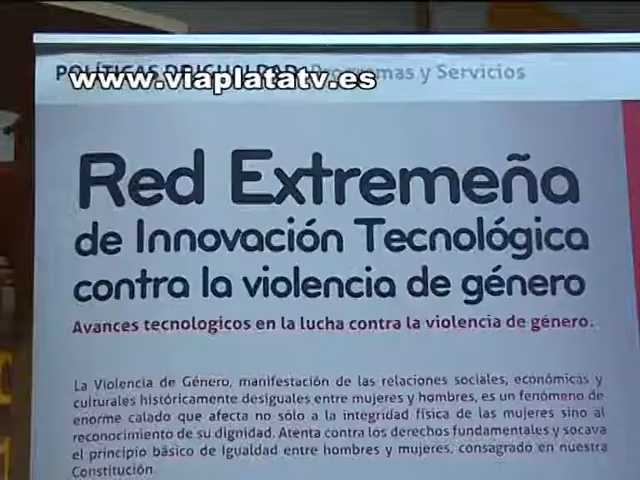 POLÍTICAS DE IGUALDAD: Programas y Servicios
www.viaplatatv.es
Red Extremeña
de Innovación Tecnológica
contra la violencia de género
Avances tecnologicos en la lucha contra la violencia de género.
La Violencia de Género, manifestación de las relaciones sociales, económicas y
culturales históricamente desiguales entre mujeres y hombres, es un fenómeno de
enorme calado que afecta no sólo a la integridad física de las mujeres sino al
reconocimiento de su dignidad. Atenta contra los derechos fundamentales y socava
el principio básico de Igualdad entre hombres y mujeres, consagrado en nuestra
Constitución.